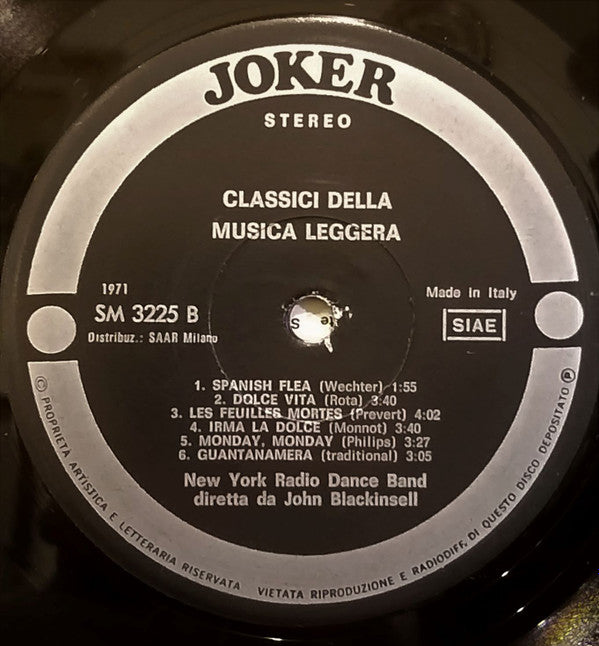 JOKER
STEREO
CLASSICI DELLA
MUSICA LEGGERA
1971
SM 3225 B
Distribuz.: SAAR Milano
Made in Italy
SIAE
1. SPANISH FLEA (Wechter) 1:55
2. DOLCE VITA (Rota) 3:40
3. LES FEUILLES MORTES (Prevert) 4:02
4. IRMA LA DOLCE (Monnot) 3:40
5. MONDAY, MONDAY (Philips) 3:27
6. GUANTANAMERA (traditional) 3:05
New York Radio Dance Band
diretta da John Blackinsell
© PROPRIETA ARTISTICA E LETTERARIA RISERVATA VIETATA RIPRODUZIONE E RADIODIFF. DI QUESTO DISCO DEPOSITATO ℗